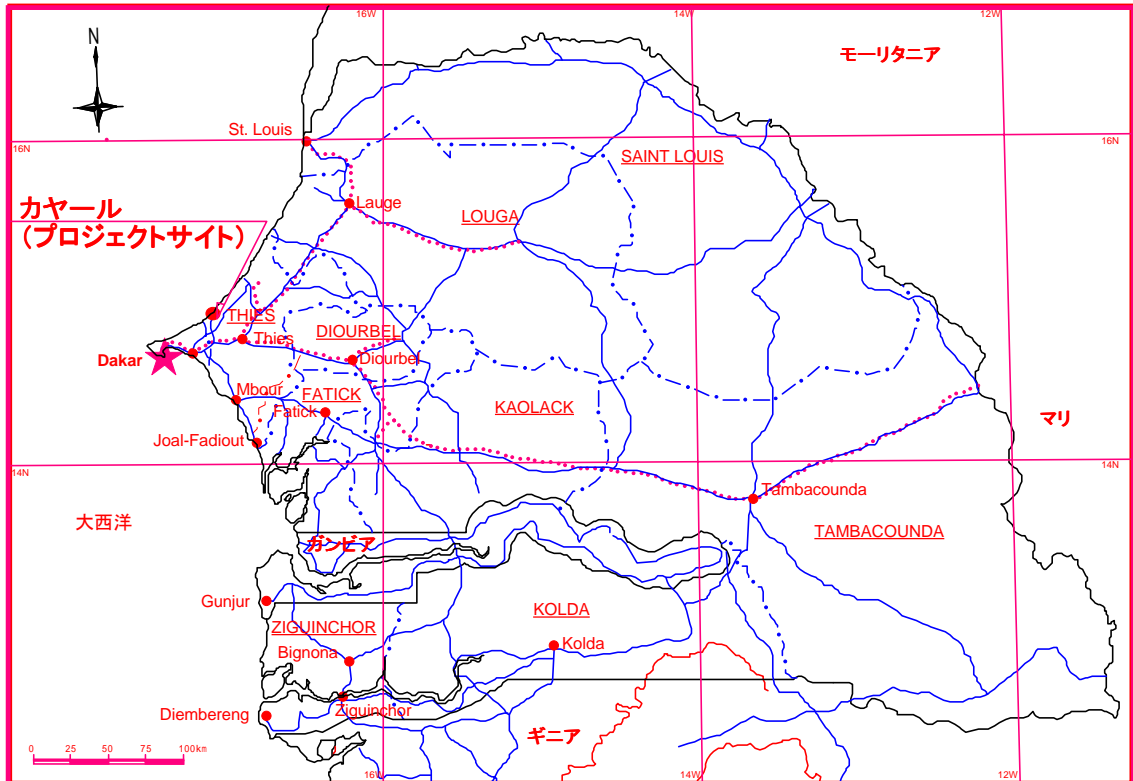 16W
14W
12W
N
モーリタニア
St. Louis
16N
16N
SAINT LOUIS
カヤール
(プロジェクトサイト)
Lauge
LOUGA
THIES
DIOURBEL
Thies
Dakar
Diourbel
Mbour
FATICK
KAOLACK
Fatick
マリ
Joal-Fadiout
14N
14N
Tambacounda
大西洋
TAMBACOUNDA
ガンビア
Gunjur
KOLDA
ZIGUINCHOR
Kolda
Bignona
Diembereng
Ziguinchor
ギニア
0 25 50 75 100km
16W
14W
12W